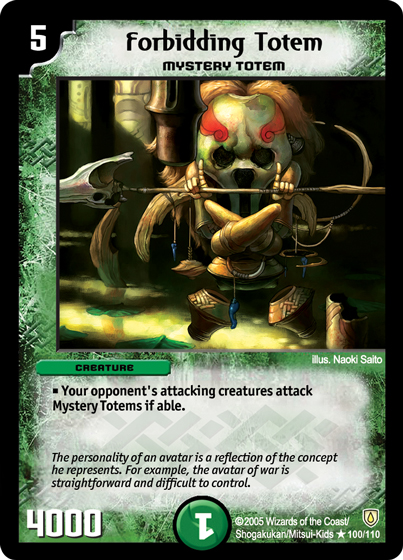 5
Forbidding Totem
MYSTERY TOTEM
illus. Naoki Saito
CREATURE
▪ Your opponent's attacking creatures attack
Mystery Totems if able.
The personality of an avatar is a reflection of the concept
he represents. For example, the avatar of war is
straightforward and difficult to control.
4000
©2005 Wizards of the Coast/
Shogakukan/Mitsui-Kids ★ 100/110